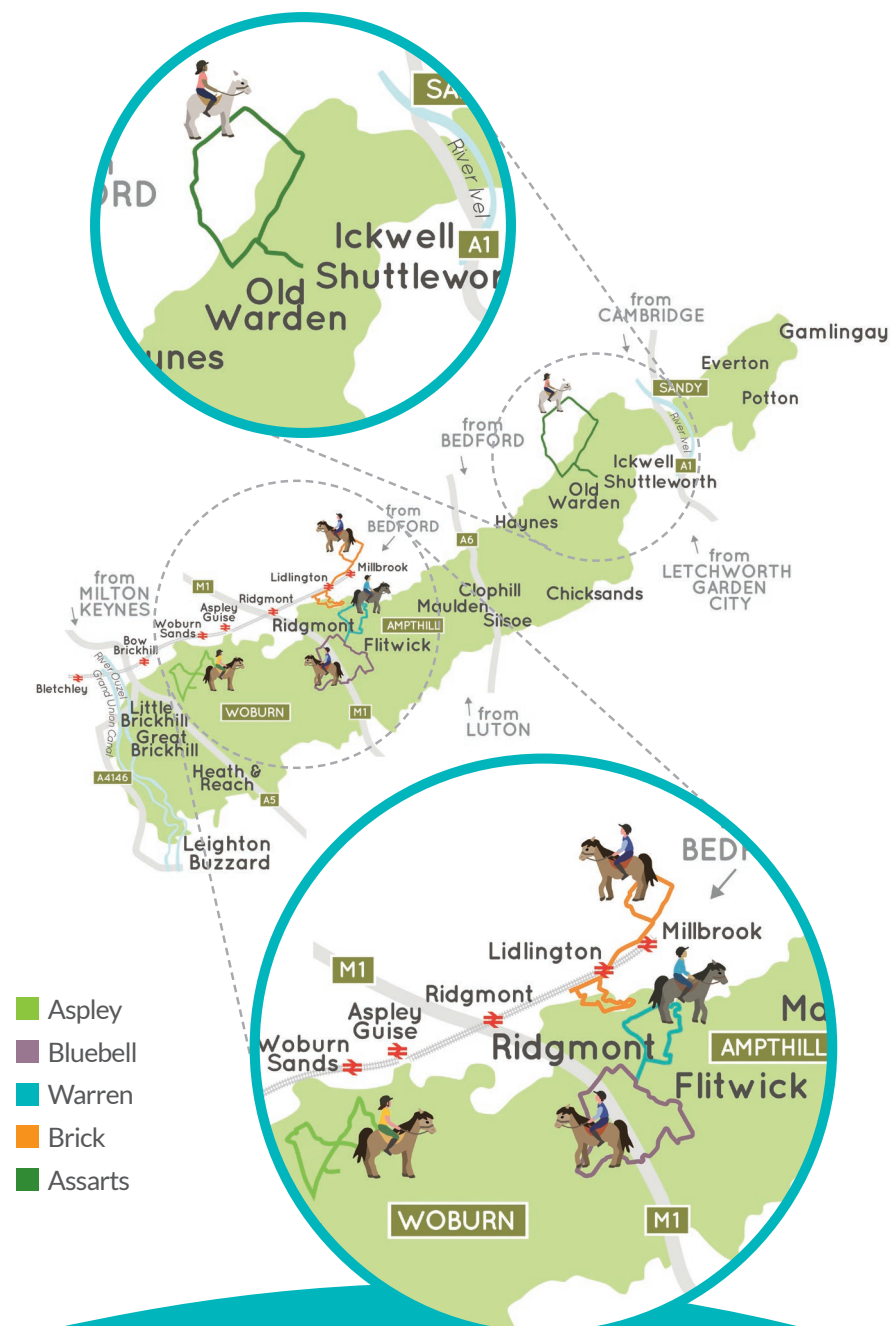 SA
River Ivel
RD
Ickwell
A1
Shuttlewor
Old
Warden
ynes
from
CAMBRIDGE
Gamlingay
Everton
SANDY
Potton
River Ivel
from
BEDFORD
Ickwell
A1
Shuttleworth
Old
Warden
Haynes
from
BEDFORD
A6
from
LETCHWORTH
GARDEN
CITY
Millbrook
Lidlington
from
MILTON
KEYNES
M1
Ridgmont
Aspley
Guise
Woburn
Sands
Clophill
Chicksands
Maulden
Silsoe
AMPTHILL
Ridgmont
Flitwick
Bow
Brickhill
Bletchley
River Ouzel
Grand Union Canal
Little
Brickhill
Great
Brickhill
WOBURN
M1
from
LUTON
A4146
Heath &
Reach
A5
Leighton
Buzzard
BEDF
Millbrook
Lidlington
M1
Ridgmont
Aspley
Guise
Woburn
Sands
Ma
Ridgmont
AMPTHILL
Flitwick
WOBURN
M1
Aspley
Bluebell
Warren
Brick
Assarts